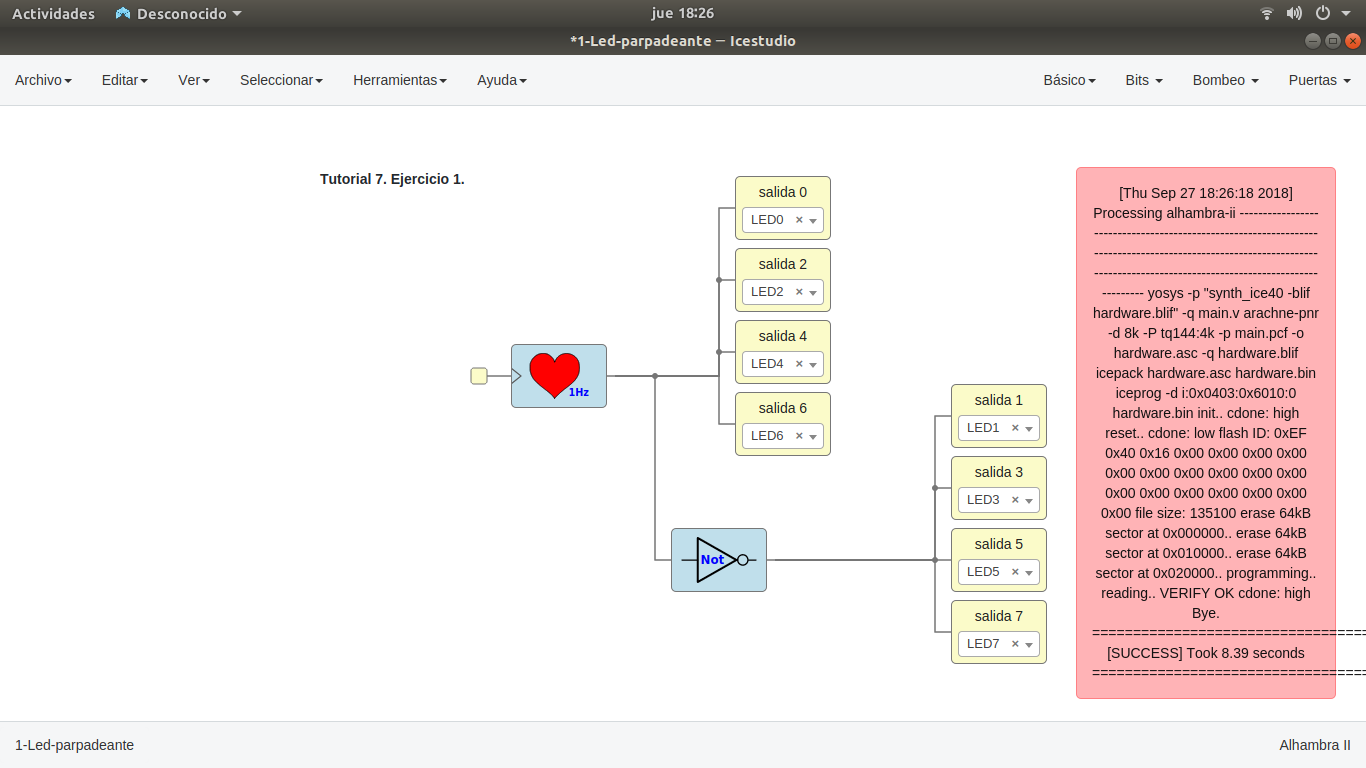 Actividades Desconocido jue 18:26
*1-Led-parpadeante — Icestudio
Archivo Editar Ver Seleccionar Herramientas Ayuda Básico Bits Bombeo Puertas
Tutorial 7. Ejercicio 1.
salida 0
LED0 ×
salida 2
LED2 ×
salida 4
LED4 ×
salida 6
LED6 ×
1Hz
Not
salida 1
LED1 ×
salida 3
LED3 ×
salida 5
LED5 ×
salida 7
LED7 ×
[Thu Sep 27 18:26:18 2018]
Processing alhambra-ii -----------------
------------------------------------------------
------------------------------------------------
------------------------------------------------
--------- yosys -p "synth_ice40 -blif
hardware.blif" -q main.v arachne-pnr
-d 8k -P tq144:4k -p main.pcf -o
hardware.asc -q hardware.blif
icepack hardware.asc hardware.bin
iceprog -d i:0x0403:0x6010:0
hardware.bin init.. cdone: high
reset.. cdone: low flash ID: 0xEF
0x40 0x16 0x00 0x00 0x00 0x00
0x00 0x00 0x00 0x00 0x00 0x00
0x00 0x00 0x00 0x00 0x00 0x00
0x00 file size: 135100 erase 64kB
sector at 0x000000.. erase 64kB
sector at 0x010000.. erase 64kB
sector at 0x020000.. programming..
reading.. VERIFY OK cdone: high
Bye.
==================================
[SUCCESS] Took 8.39 seconds
==================================
1-Led-parpadeante Alhambra II